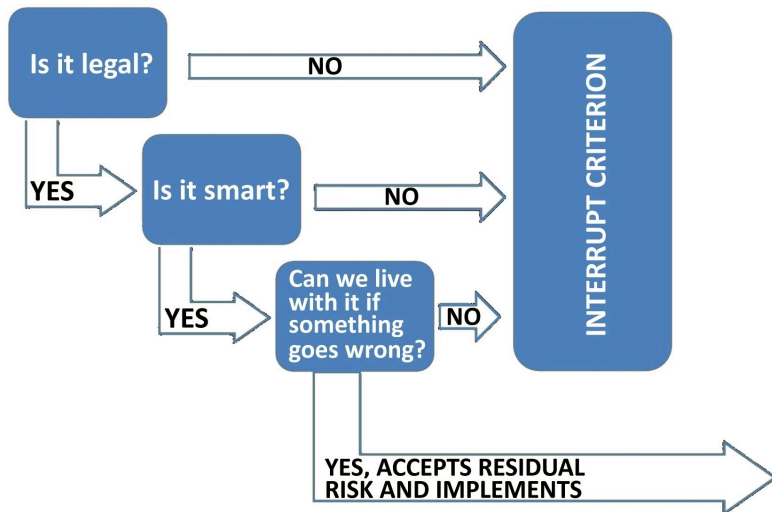 Is it legal?
NO
YES
Is it smart?
NO
YES
Can we live
with it if
something
goes wrong?
NO
INTERRUPT CRITERION
YES, ACCEPTS RESIDUAL
RISK AND IMPLEMENTS